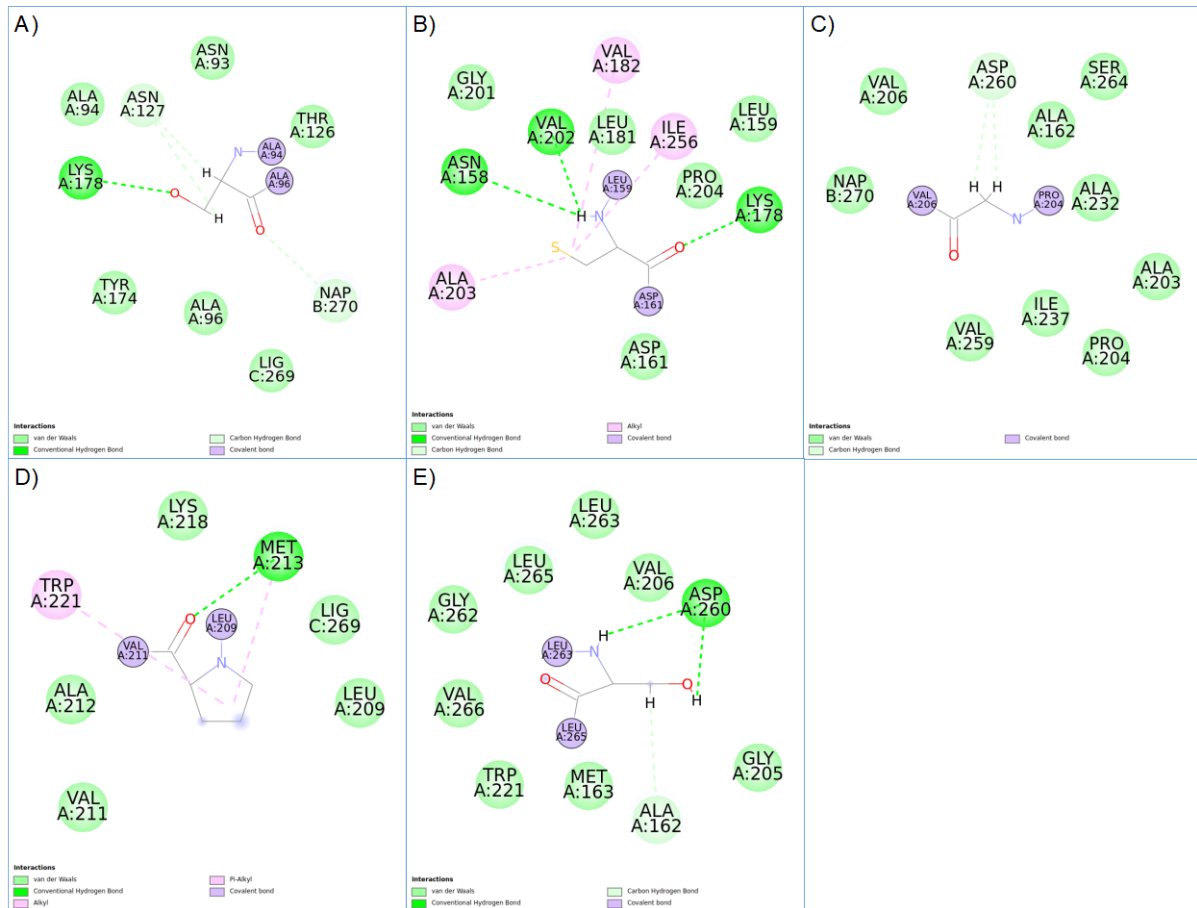 A)
ASN
A:93
ALA
A:94
ASN
A:127
THR
A:126
ALA
A:94
ALA
A:96
LYS
A:178
H
N
O
H
O
TYR
A:174
ALA
A:96
NAP
B:270
LIG
C:269
Interactions
van der Waals
Conventional Hydrogen Bond
Carbon Hydrogen Bond
Covalent bond
B)
VAL
A:182
GLY
A:201
VAL
A:202
LEU
A:181
ILE
A:256
LEU
A:159
ASN
A:158
LEU
A:159
PRO
A:204
LYS
A:178
H
N
S
O
ALA
A:203
ASP
A:161
ASP
A:161
Interactions
van der Waals
Conventional Hydrogen Bond
Carbon Hydrogen Bond
Alkyl
C)
VAL
A:206
ASP
A:260
SER
A:264
ALA
A:162
NAP
B:270
VAL
A:206
H
H
PRO
A:204
ALA
A:232
N
O
ALA
A:203
VAL
A:259
ILE
A:237
PRO
A:204
Interactions
van der Waals
Carbon Hydrogen Bond
Covalent bond
Covalent bond
D)
LYS
A:218
MET
A:213
TRP
A:221
LIG
C:269
LEU
A:209
O
VAL
A:211
N
ALA
A:212
LEU
A:209
VAL
A:211
Interactions
van der Waals
Conventional Hydrogen Bond
Alkyl
Pi-Alkyl
Covalent bond
E)
LEU
A:263
LEU
A:265
VAL
A:206
ASP
A:260
GLY
A:262
LEU
A:263
H
N
O
O
H
H
VAL
A:266
LEU
A:265
TRP
A:221
MET
A:163
GLY
A:205
ALA
A:162
Interactions
van der Waals
Conventional Hydrogen Bond
Carbon Hydrogen Bond
Covalent bond